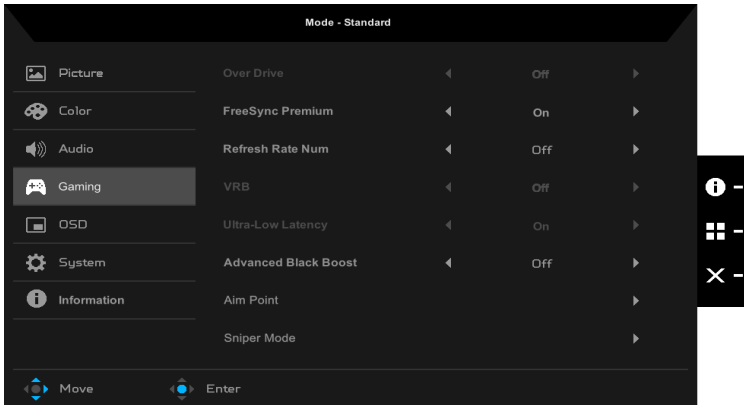 Mode - Standard
Picture
Over Drive Off
Color
FreeSync Premium On
Audio
Refresh Rate Num Off
Gaming
VRB Off
OSD
Ultra-Low Latency On
System
Advanced Black Boost Off
Information
Aim Point
Sniper Mode
Move Enter